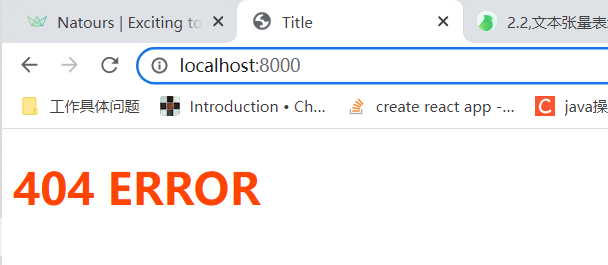 Natours | Exciting to
Title
2.2,文本张量表
localhost:8000
工作具体问题
Introduction • Ch...
create react app -...
C java操
404 ERROR